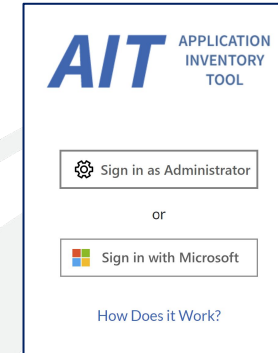 AIT
APPLICATION
INVENTORY
TOOL
Sign in as Administrator
or
Sign in with Microsoft
How Does it Work?